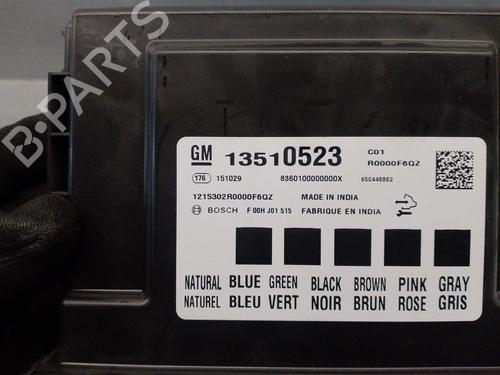 B-PARTS
GM 13510523 C01
R0000F6QZ
176 151029 8360100000000X 650446862
1215302R0000F6QZ MADE IN INDIA
BOSCH F 00H J01 515 FABRIQUE EN INDIA
NATURAL BLUE GREEN BLACK BROWN PINK GRAY
NATUREL BLEU VERT NOIR BRUN ROSE GRIS